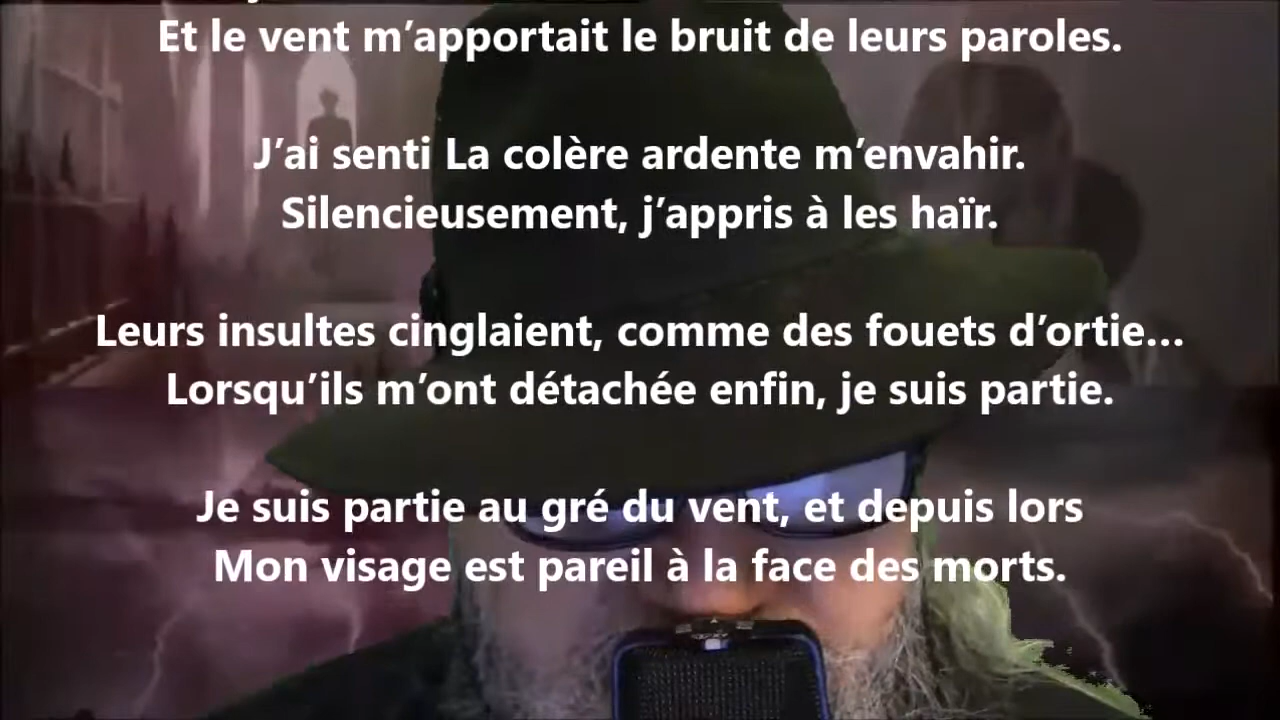 Et le vent m’apportait le bruit de leurs paroles.
J’ai senti La colère ardente m’envahir.
Silencieusement, j’appris à les haïr.
Leurs insultes cinglaient, comme des fouets d’ortie…
Lorsqu’ils m’ont détachée enfin, je suis partie.
Je suis partie au gré du vent, et depuis lors
Mon visage est pareil à la face des morts.